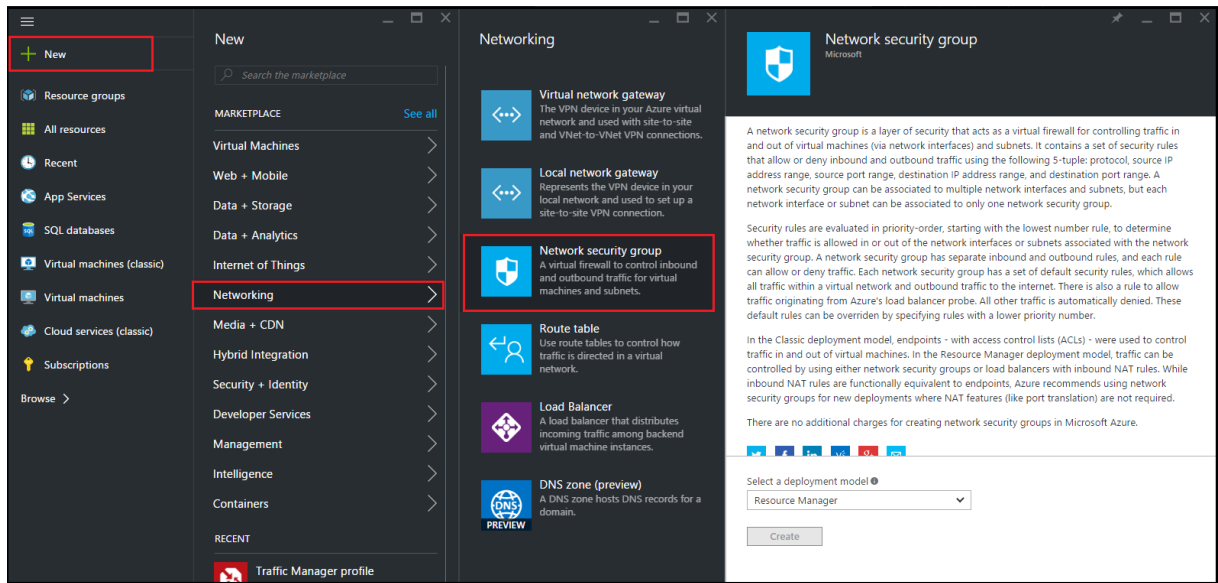 New
Resource groups
All resources
Recent
App Services
SQL databases
Virtual machines (classic)
Virtual machines
Cloud services (classic)
Subscriptions
Browse >
New
Search the marketplace
MARKETPLACE See all
Virtual Machines
Web + Mobile
Data + Storage
Data + Analytics
Internet of Things
Networking
Media + CDN
Hybrid Integration
Security + Identity
Developer Services
Management
Intelligence
Containers
RECENT
Traffic Manager profile
Networking
Virtual network gateway
The VPN device in your Azure virtual
network and used with site-to-site
and VNet-to-VNet VPN connections.
Local network gateway
Represents the VPN device in your
local network and used to set up a
site-to-site VPN connection.
Network security group
A virtual firewall to control inbound
and outbound traffic for virtual
machines and subnets.
Route table
Use route tables to control how
traffic is directed in a virtual
network.
Load Balancer
A load balancer that distributes
incoming traffic among backend
virtual machine instances.
DNS
PREVIEW
DNS zone (preview)
A DNS zone hosts DNS records for a
domain.
Network security group
Microsoft
A network security group is a layer of security that acts as a virtual firewall for controlling traffic in
and out of virtual machines (via network interfaces) and subnets. It contains a set of security rules
that allow or deny inbound and outbound traffic using the following 5-tuple: protocol, source IP
address range, source port range, destination IP address range, and destination port range. A
network security group can be associated to multiple network interfaces and subnets, but each
network interface or subnet can be associated to only one network security group.
Security rules are evaluated in priority-order, starting with the lowest number rule, to determine
whether traffic is allowed in or out of the network interfaces or subnets associated with the network
security group. A network security group has separate inbound and outbound rules, and each rule
can allow or deny traffic. Each network security group has a set of default security rules, which allows
all traffic within a virtual network and outbound traffic to the internet. There is also a rule to allow
traffic originating from Azure's load balancer probe. All other traffic is automatically denied. These
default rules can be overriden by specifying rules with a lower priority number.
In the Classic deployment model, endpoints - with access control lists (ACLs) - were used to control
traffic in and out of virtual machines. In the Resource Manager deployment model, traffic can be
controlled by using either network security groups or load balancers with inbound NAT rules. While
inbound NAT rules are functionally equivalent to endpoints, Azure recommends using network
security groups for new deployments where NAT features (like port translation) are not required.
There are no additional charges for creating network security groups in Microsoft Azure.
Select a deployment model
Resource Manager
Create